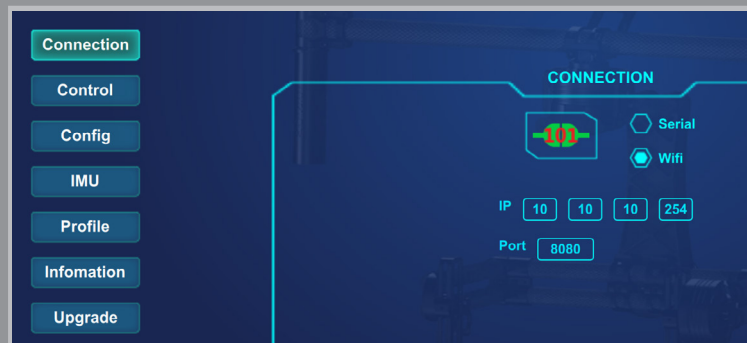 Connection
Control
Config
IMU
Profile
Infomation
Upgrade
CONNECTION
101
Serial
Wifi
IP 10 10 10 254
Port 8080